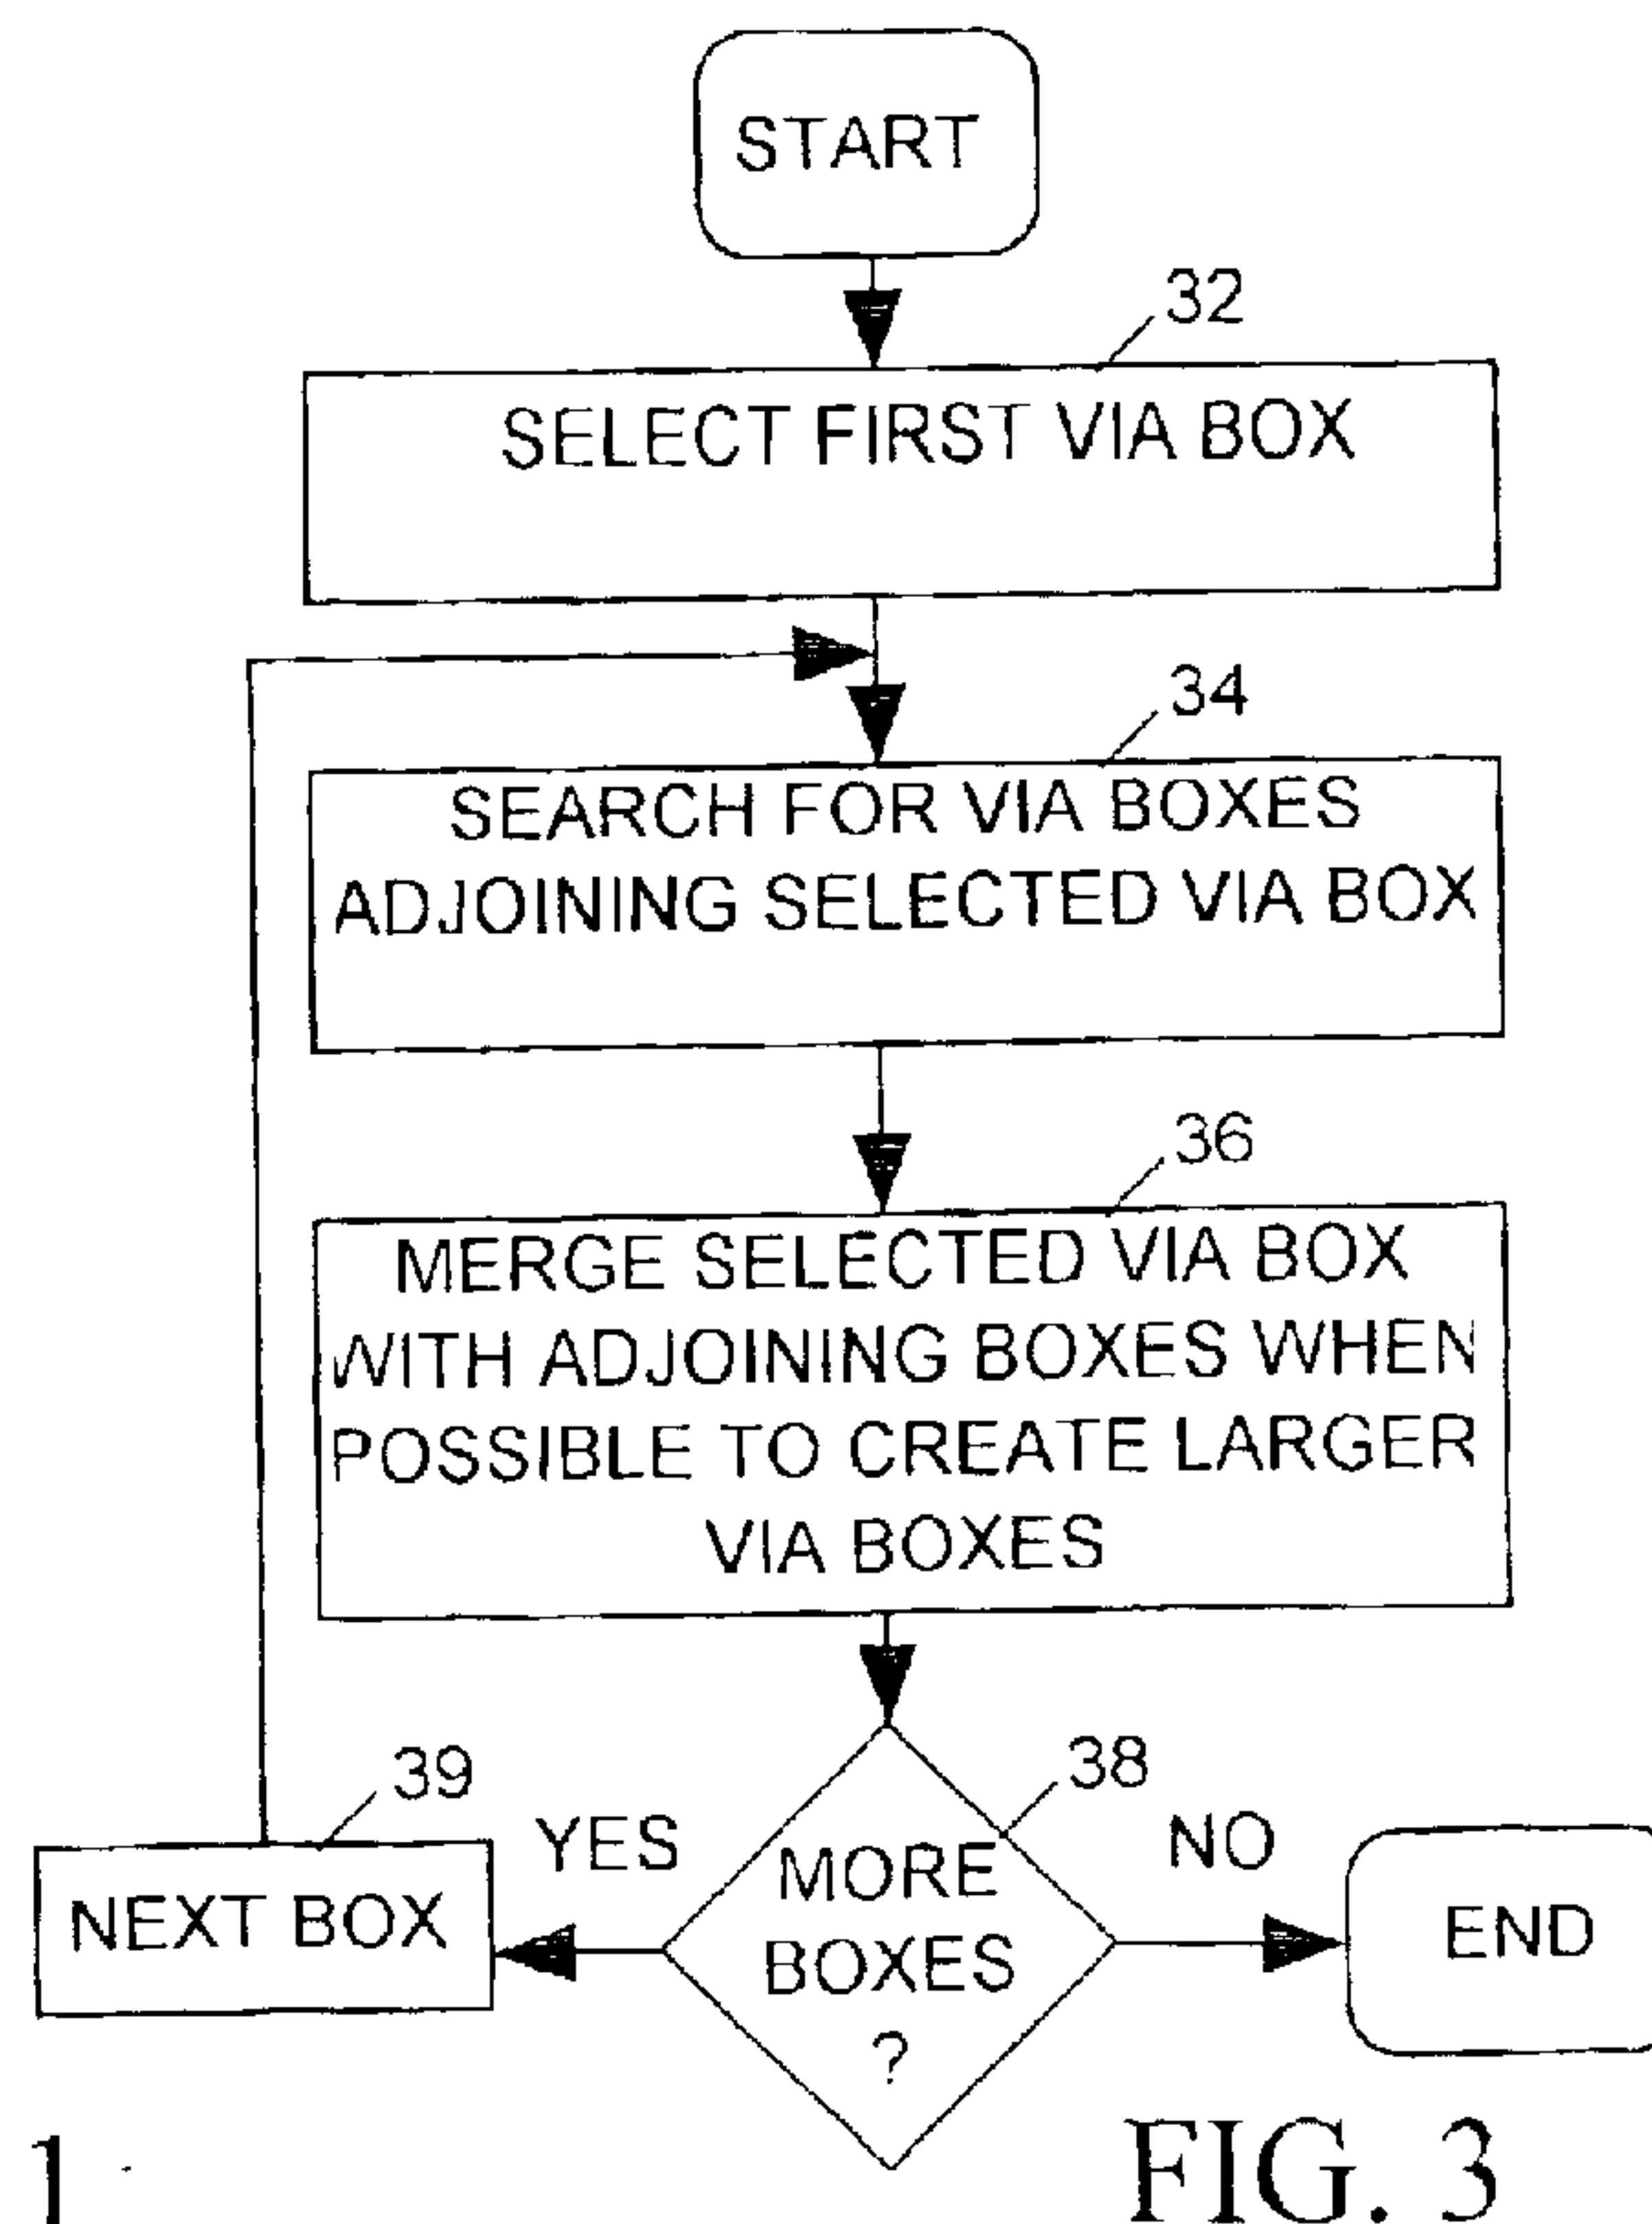 START
32
SELECT FIRST VIA BOX
34
SEARCH FOR VIA BOXES
ADJOINING SELECTED VIA BOX
36
MERGE SELECTED VIA BOX
WITH ADJOINING BOXES WHEN
POSSIBLE TO CREATE LARGER
VIA BOXES
38
39
YES
NO
MORE
BOXES
?
NEXT BOX
END
1
FIG. 3